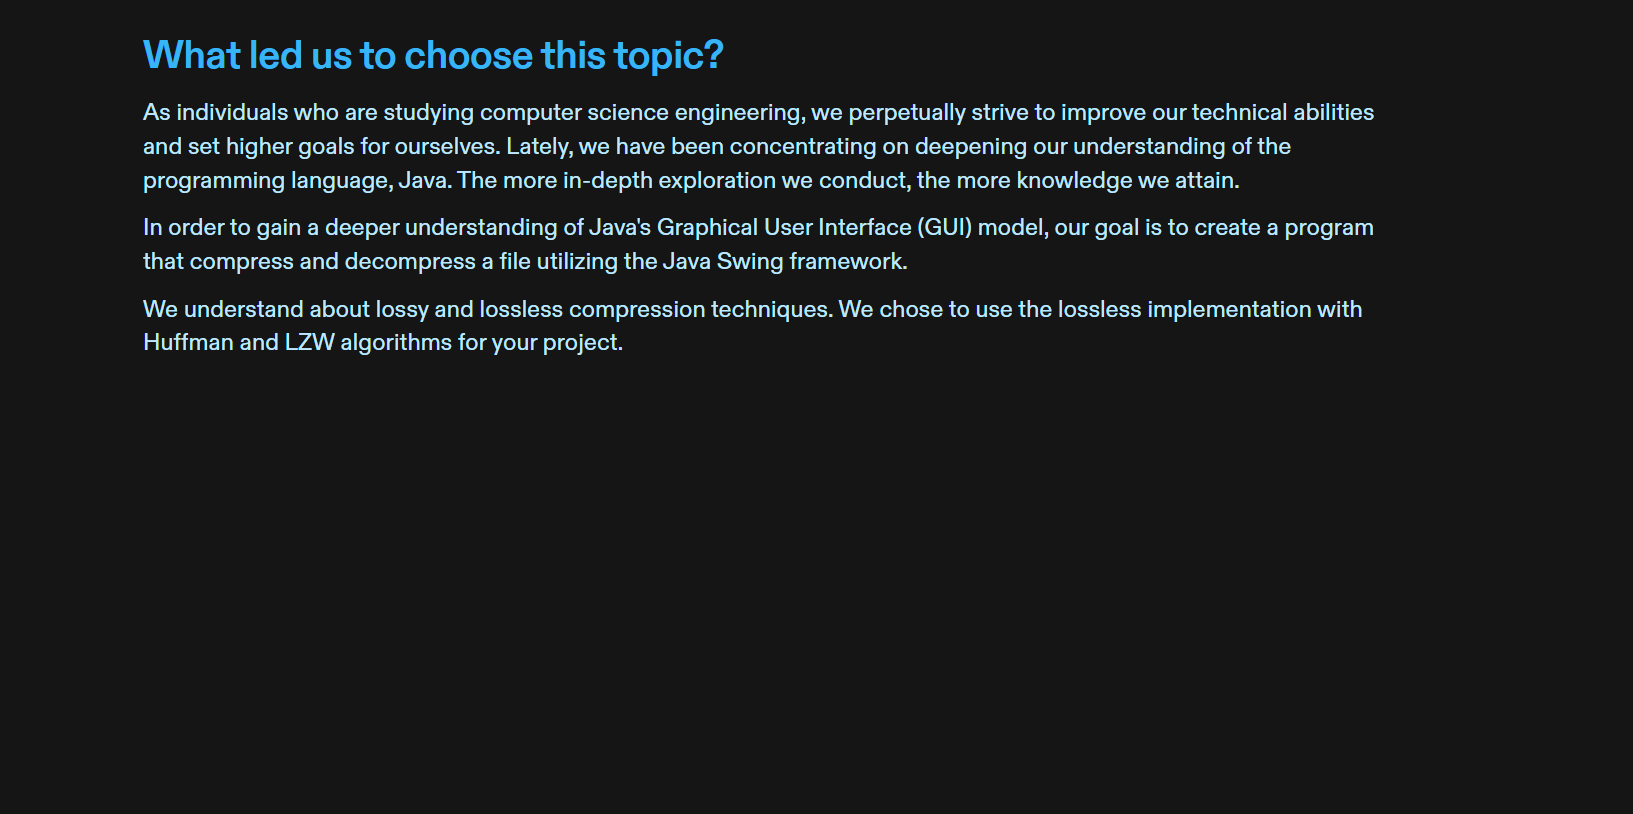 What led us to choose this topic?
As individuals who are studying computer science engineering, we perpetually strive to improve our technical abilities
and set higher goals for ourselves. Lately, we have been concentrating on deepening our understanding of the
programming language, Java. The more in-depth exploration we conduct, the more knowledge we attain.
In order to gain a deeper understanding of Java's Graphical User Interface (GUI) model, our goal is to create a program
that compress and decompress a file utilizing the Java Swing framework.
We understand about lossy and lossless compression techniques. We chose to use the lossless implementation with
Huffman and LZW algorithms for your project.